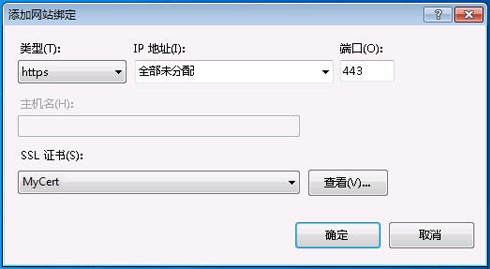 添加网站绑定
类型(T): IP 地址(I): 端口(O):
https 全部未分配 443
主机名(H):
SSL 证书(S):
MyCert 查看(V)...
确定 取消